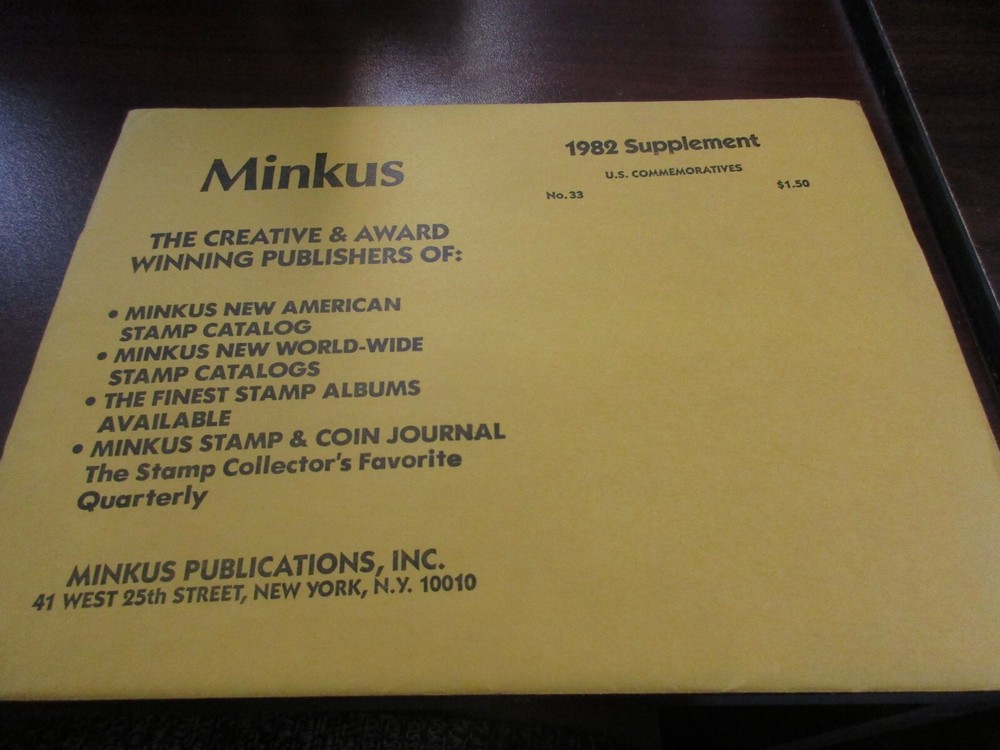 Minkus
THE CREATIVE & AWARD
WINNING PUBLISHERS OF:
• MINKUS NEW AMERICAN
STAMP CATALOG
• MINKUS NEW WORLD-WIDE
STAMP CATALOGS
• THE FINEST STAMP ALBUMS
AVAILABLE
• MINKUS STAMP & COIN JOURNAL
The Stamp Collector's Favorite
Quarterly
MINKUS PUBLICATIONS, INC.
41 WEST 25th STREET, NEW YORK, N.Y. 10010
1982 Supplement
U.S. COMMEMORATIVES
No. 33 $1.50